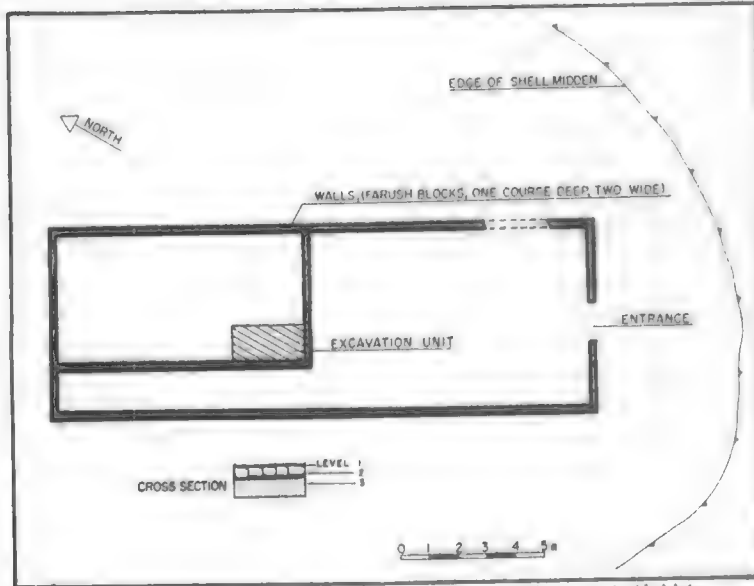 EDGE OF SHELL MIDDEN
NORTH
WALLS, (FARUSH BLOCKS, ONE COURSE DEEP, TWO WIDE)
ENTRANCE
EXCAVATION UNIT
LEVEL 1
2
CROSS SECTION 3
0 1 2 3 4 5m